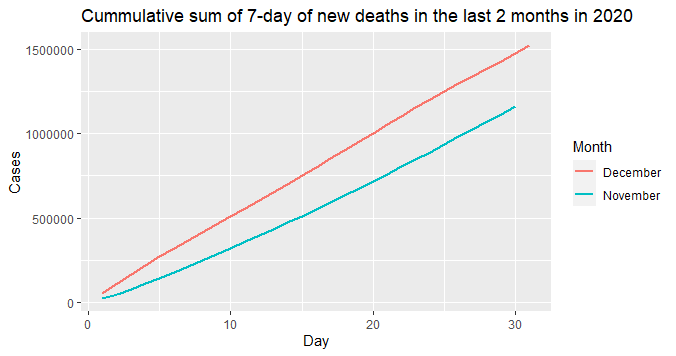 Cummulative sum of 7-day of new deaths in the last 2 months in 2020
1500000
1000000
500000
0
Cases
0
10
20
30
Day
Month
December
November